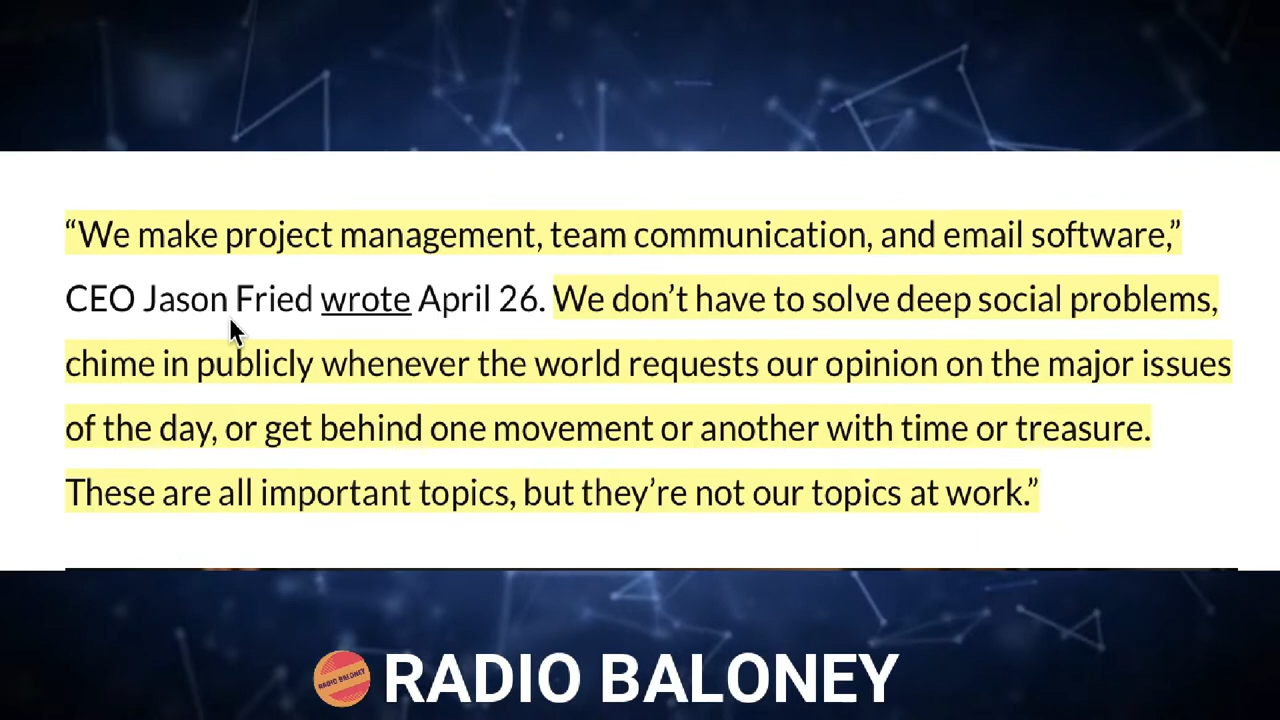 “We make project management, team communication, and email software,”
CEO Jason Fried wrote April 26. We don’t have to solve deep social problems,
chime in publicly whenever the world requests our opinion on the major issues
of the day, or get behind one movement or another with time or treasure.
These are all important topics, but they’re not our topics at work.”
RADIO BALONEY
RADIO BALONEY